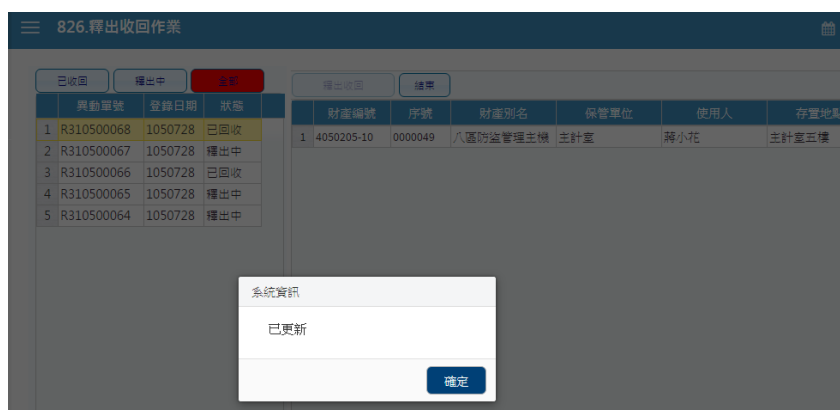 826.釋出收回作業
已收回 釋出中 全部
釋出收回 結束
異動單號 登錄日期 狀態
1 R310500068 1050728 已回收
2 R310500067 1050728 釋出中
3 R310500066 1050728 已回收
4 R310500065 1050728 釋出中
5 R310500064 1050728 釋出中
財產編號 序號 財產別名 保管單位 使用人 存置地點
1 4050205-10 0000049 八區防盜管理主機 主計室 蔣小花 主計室五樓
系統資訊
已更新
確定